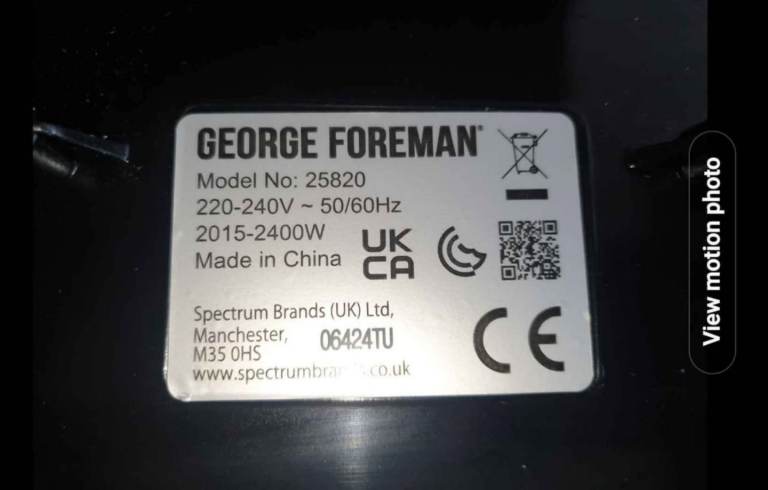 GEORGE FOREMAN®
Model No: 25820
220-240V ~ 50/60Hz
2015-2400W
Made in China
UK
CA
Spectrum Brands (UK) Ltd,
Manchester,
M35 0HS
06424TU
CE
View motion photo